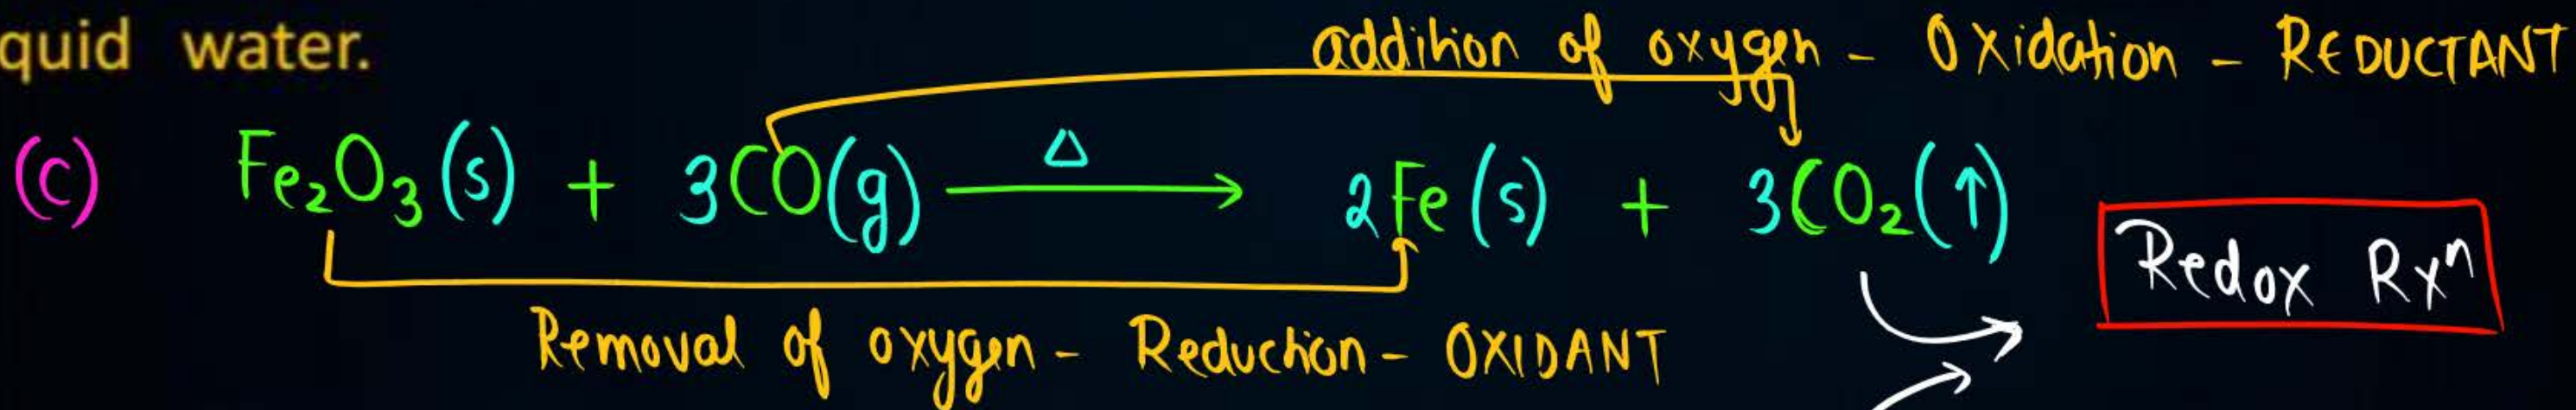 quid water.
addition of oxygen - Oxidation - REDUCTANT
(c) Fe₂O₃(s) + 3CO(g) —Δ→ 2Fe(s) + 3CO₂(↑)
Redox Rxⁿ
Removal of oxygen - Reduction - OXIDANT